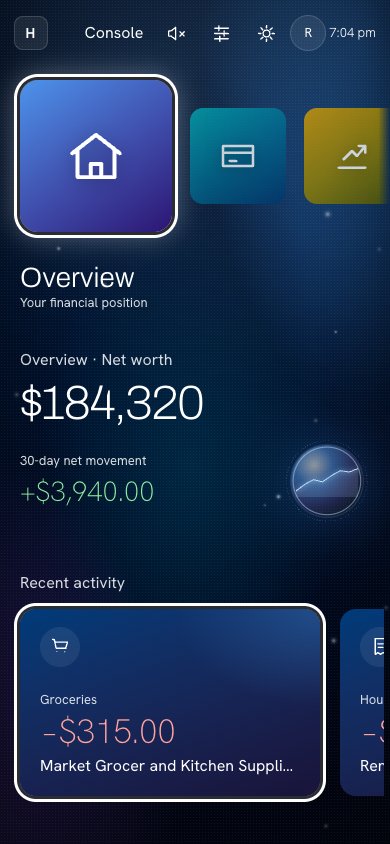 H
Console
R
7:04 pm
Overview
Your financial position
Overview · Net worth
$184,320
30-day net movement
+$3,940.00
Recent activity
Groceries
-$315.00
Market Grocer and Kitchen Suppli...